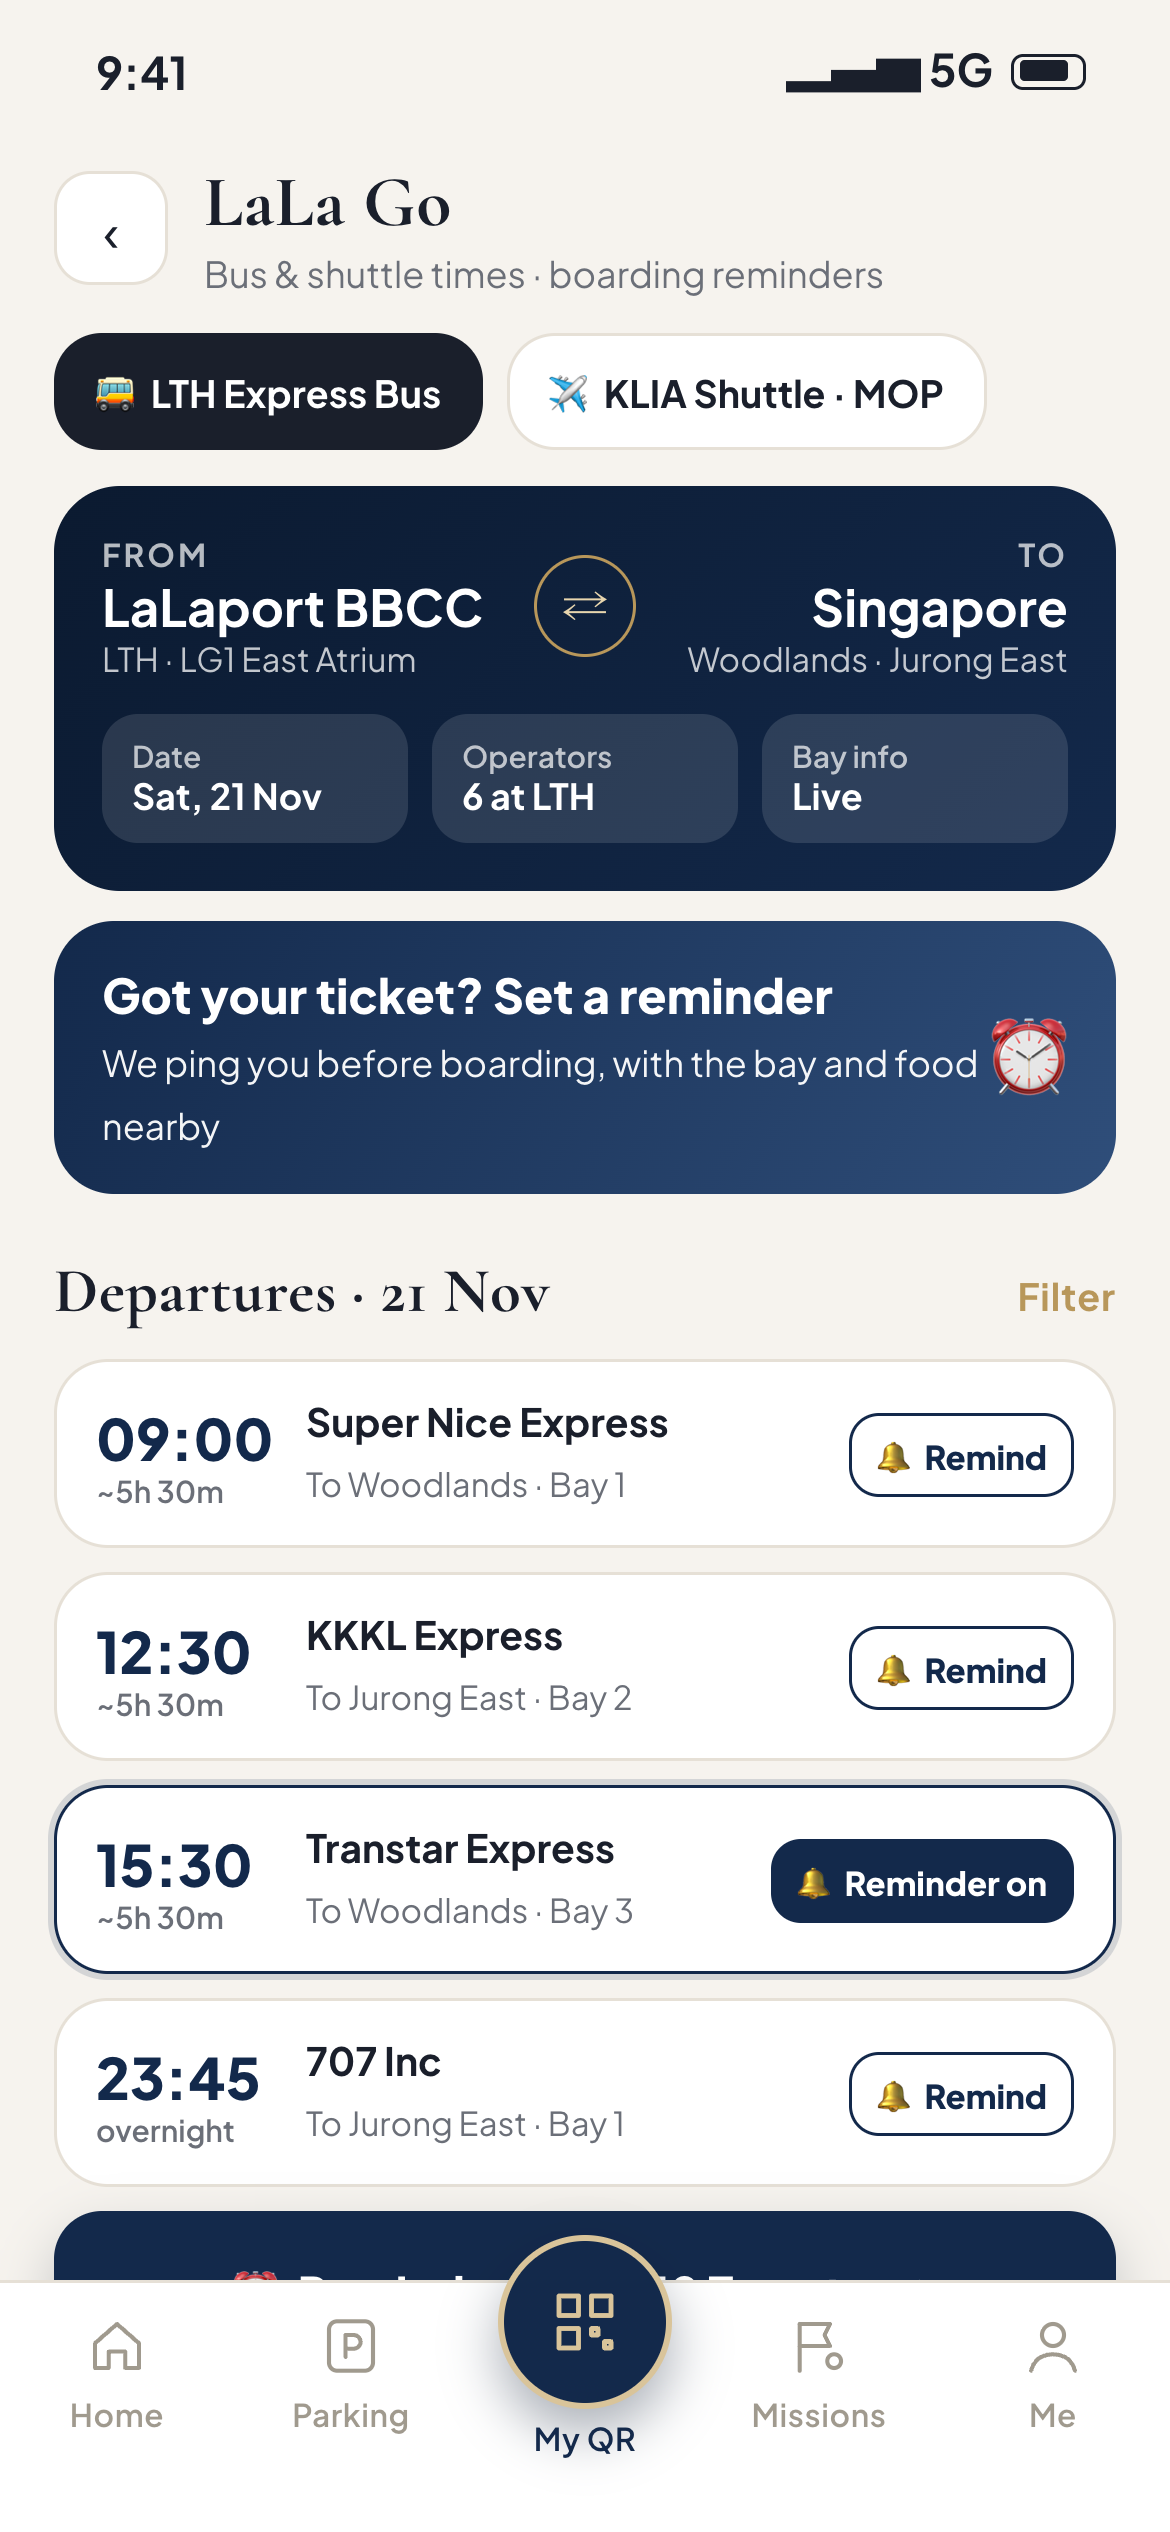 9:41
5G
‹
LaLa Go
Bus & shuttle times · boarding reminders
LTH Express Bus
KLIA Shuttle · MOP
FROM
TO
LaLaport BBCC
Singapore
LTH · LG1 East Atrium
Woodlands · Jurong East
Date
Operators
Bay info
Sat, 21 Nov
6 at LTH
Live
Got your ticket? Set a reminder
We ping you before boarding, with the bay and food
nearby
Departures · 21 Nov
Filter
09:00
Super Nice Express
~5h 30m
To Woodlands · Bay 1
Remind
12:30
KKKL Express
~5h 30m
To Jurong East · Bay 2
Remind
15:30
Transtar Express
~5h 30m
To Woodlands · Bay 3
Reminder on
23:45
707 Inc
overnight
To Jurong East · Bay 1
Remind
Home
Parking
My QR
Missions
Me